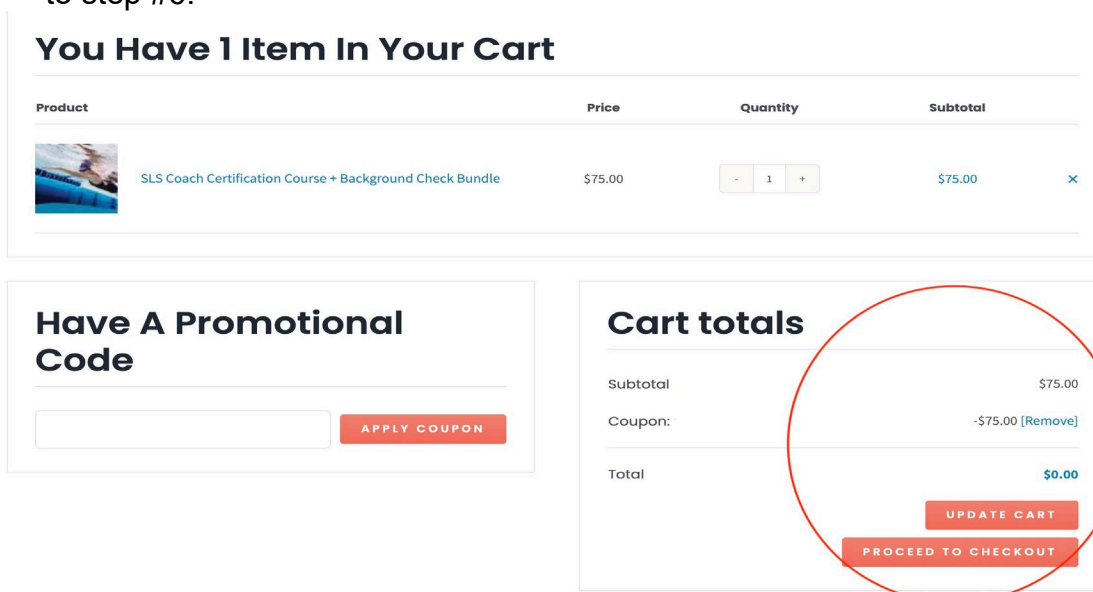 You Have 1 Item In Your Cart
Product Price Quantity Subtotal
SLS Coach Certification Course + Background Check Bundle $75.00 - 1 + $75.00 ×
Have A Promotional
Code
APPLY COUPON
Cart totals
Subtotal $75.00
Coupon: -$75.00 [Remove]
Total $0.00
UPDATE CART
PROCEED TO CHECKOUT